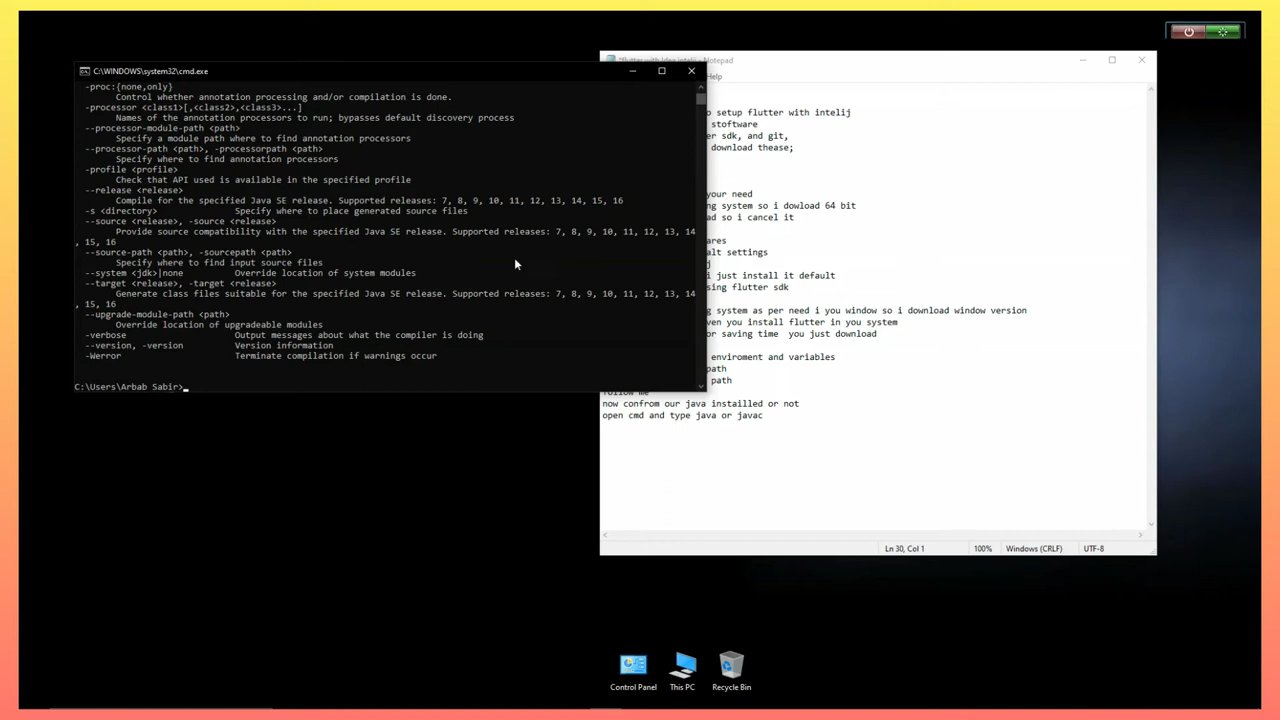 C:\WINDOWS\system32\cmd.exe
-proc:{none,only}
Control whether annotation processing and/or compilation is done.
-processor <class1>[,<class2>,<class3>...]
Names of the annotation processors to run; bypasses default discovery process
--processor-module-path <path>
Specify a module path where to find annotation processors
--processor-path <path>, -processorpath <path>
Specify where to find annotation processors
-profile <profile>
Check that API used is available in the specified profile
--release <release>
Compile for the specified Java SE release. Supported releases: 7, 8, 9, 10, 11, 12, 13, 14, 15, 16
-s <directory> Specify where to place generated source files
--source <release>, -source <release>
Provide source compatibility with the specified Java SE release. Supported releases: 7, 8, 9, 10, 11, 12, 13, 14
, 15, 16
--source-path <path>, -sourcepath <path>
Specify where to find input source files
--system <jdk>|none Override location of system modules
--target <release>, -target <release>
Generate class files suitable for the specified Java SE release. Supported releases: 7, 8, 9, 10, 11, 12, 13, 14
, 15, 16
--upgrade-module-path <path>
Override location of upgradeable modules
-verbose Output messages about what the compiler is doing
--version, -version Version information
-Werror Terminate compilation if warnings occur
C:\Users\Arbab Sabir>
Notepad
Help
o setup flutter with intelij
stoftware
er sdk, and git,
download thease;
your need
ng system so i dowload 64 bit
ad so i cancel it
ares
alt settings
j
i just install it default
sing flutter sdk
ng system as per need i you window so i download window version
ven you install flutter in you system
or saving time you just download
enviroment and variables
path
path
follow me
now confrom our java instailled or not
open cmd and type java or javac
Ln 30, Col 1 100% Windows (CRLF) UTF-8
Control Panel
This PC
Recycle Bin